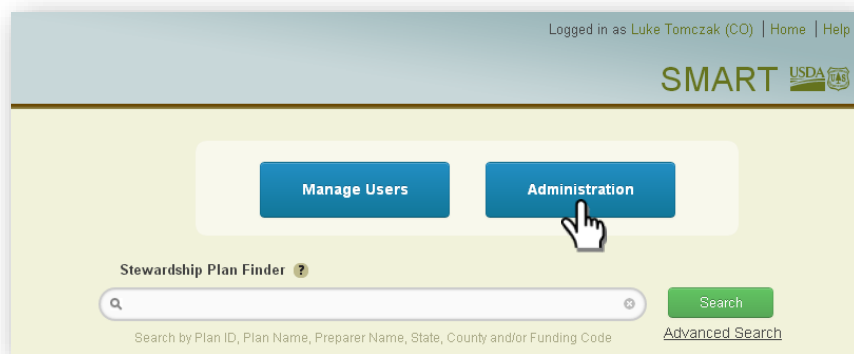 Logged in as Luke Tomczak (CO) | Home | Help
SMART USDA
Manage Users Administration
Stewardship Plan Finder ?
Search
Search by Plan ID, Plan Name, Preparer Name, State, County and/or Funding Code
Advanced Search